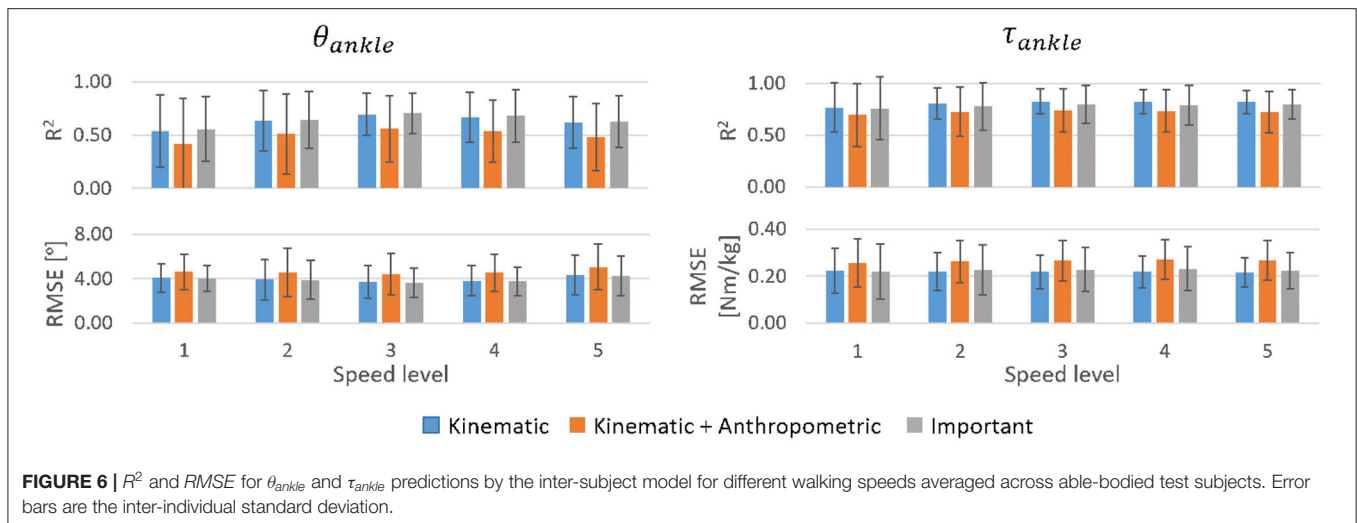 θankle
τankle
1.00
0.50
0.00
R²
1.00
0.50
0.00
R²
8.00
4.00
0.00
RMSE [°]
0.40
0.20
0.00
RMSE
[Nm/kg]
1 2 3 4 5
Speed level
1 2 3 4 5
Speed level
Kinematic Kinematic + Anthropometric Important
FIGURE 6 | R² and RMSE for θankle and τankle predictions by the inter-subject model for different walking speeds averaged across able-bodied test subjects. Error
bars are the inter-individual standard deviation.